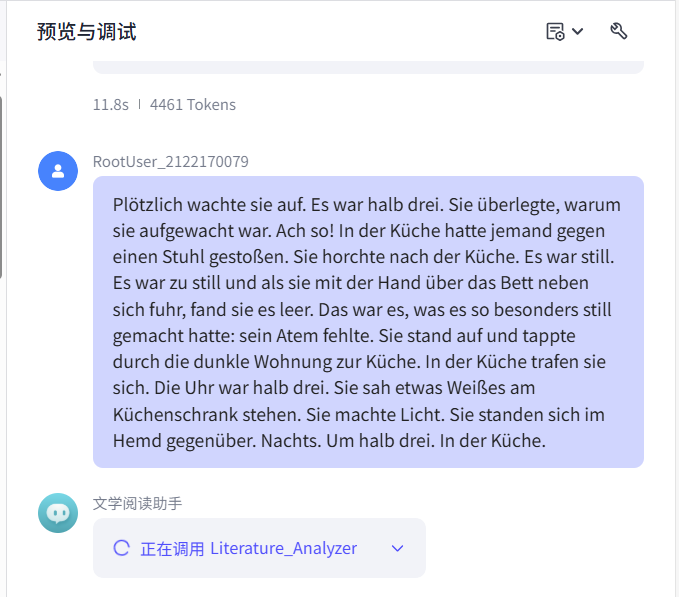 预览与调试
11.8s | 4461 Tokens
RootUser_2122170079
Plötzlich wachte sie auf. Es war halb drei. Sie überlegte, warum
sie aufgewacht war. Ach so! In der Küche hatte jemand gegen
einen Stuhl gestoßen. Sie horchte nach der Küche. Es war still.
Es war zu still und als sie mit der Hand über das Bett neben
sich fuhr, fand sie es leer. Das war es, was es so besonders still
gemacht hatte: sein Atem fehlte. Sie stand auf und tappte
durch die dunkle Wohnung zur Küche. In der Küche trafen sie
sich. Die Uhr war halb drei. Sie sah etwas Weißes am
Küchenschrank stehen. Sie machte Licht. Sie standen sich im
Hemd gegenüber. Nachts. Um halb drei. In der Küche.
文学阅读助手
正在调用 Literature_Analyzer